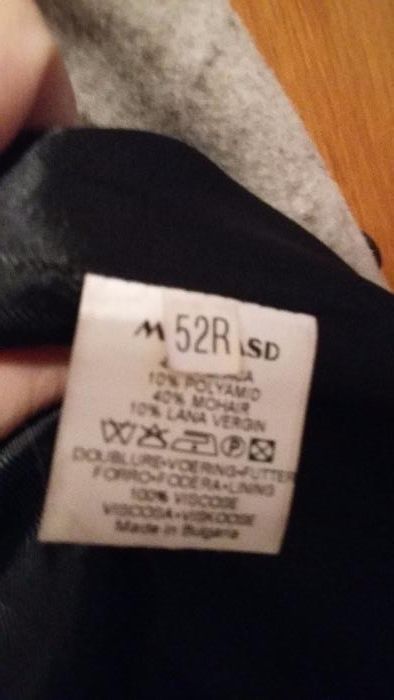 52R
10% POLYAMID
40% MOHAIR
10% LANA VERGIN
DOUBLURE•VOERING•FUTTER
FORRO•FODERA•LINING
100% VISCOSE
VISCOSA•VISKOOSE
Made in Bulgaria